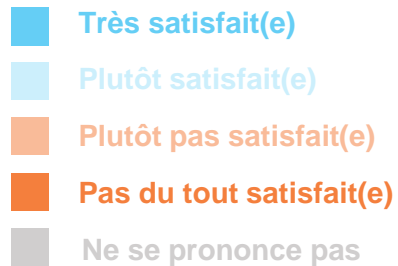 Très satisfait(e)
Plutôt satisfait(e)
Plutôt pas satisfait(e)
Pas du tout satisfait(e)
Ne se prononce pas